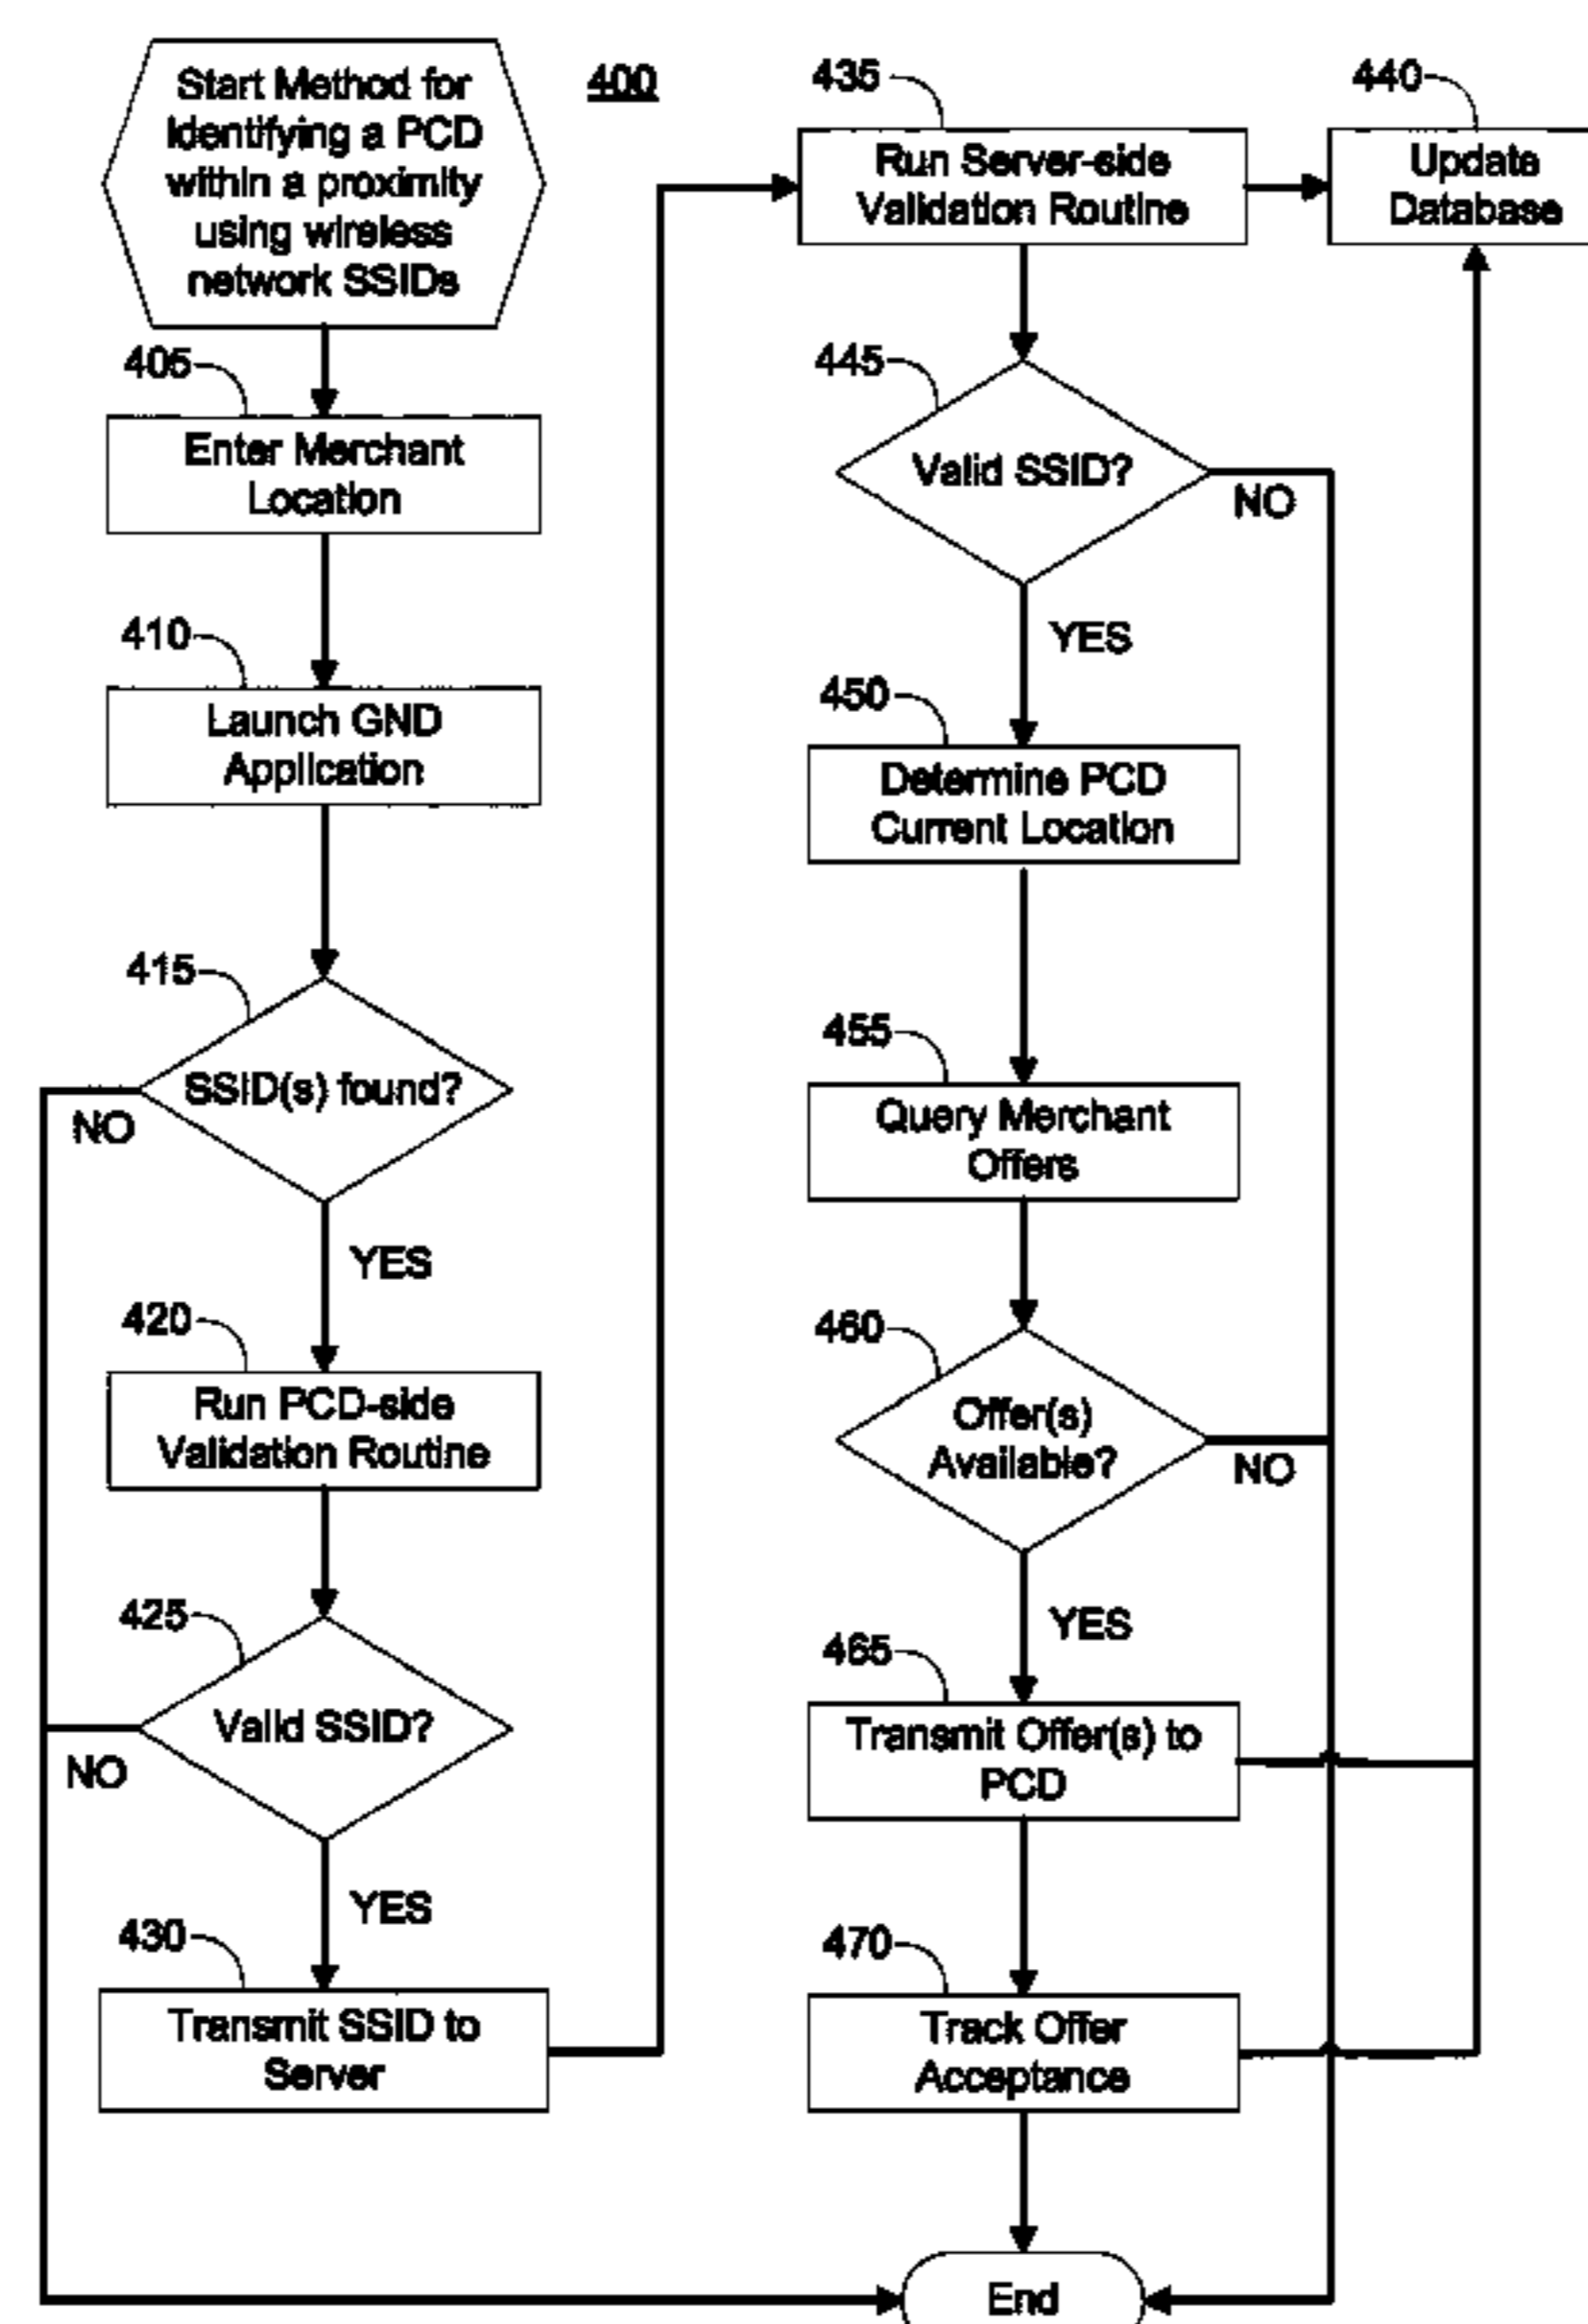 Start Method for
Identifying a PCD
within a proximity
using wireless
network SSIDs
400
405
Enter Merchant
Location
410
Launch GND
Application
415
SSID(s) found?
NO
YES
420
Run PCD-side
Validation Routine
425
Valid SSID?
NO
YES
430
Transmit SSID to
Server
435
Run Server-side
Validation Routine
440
Update
Database
445
Valid SSID?
NO
YES
450
Determine PCD
Current Location
455
Query Merchant
Offers
460
Offer(s)
Available?
NO
YES
465
Transmit Offer(s) to
PCD
470
Track Offer
Acceptance
End